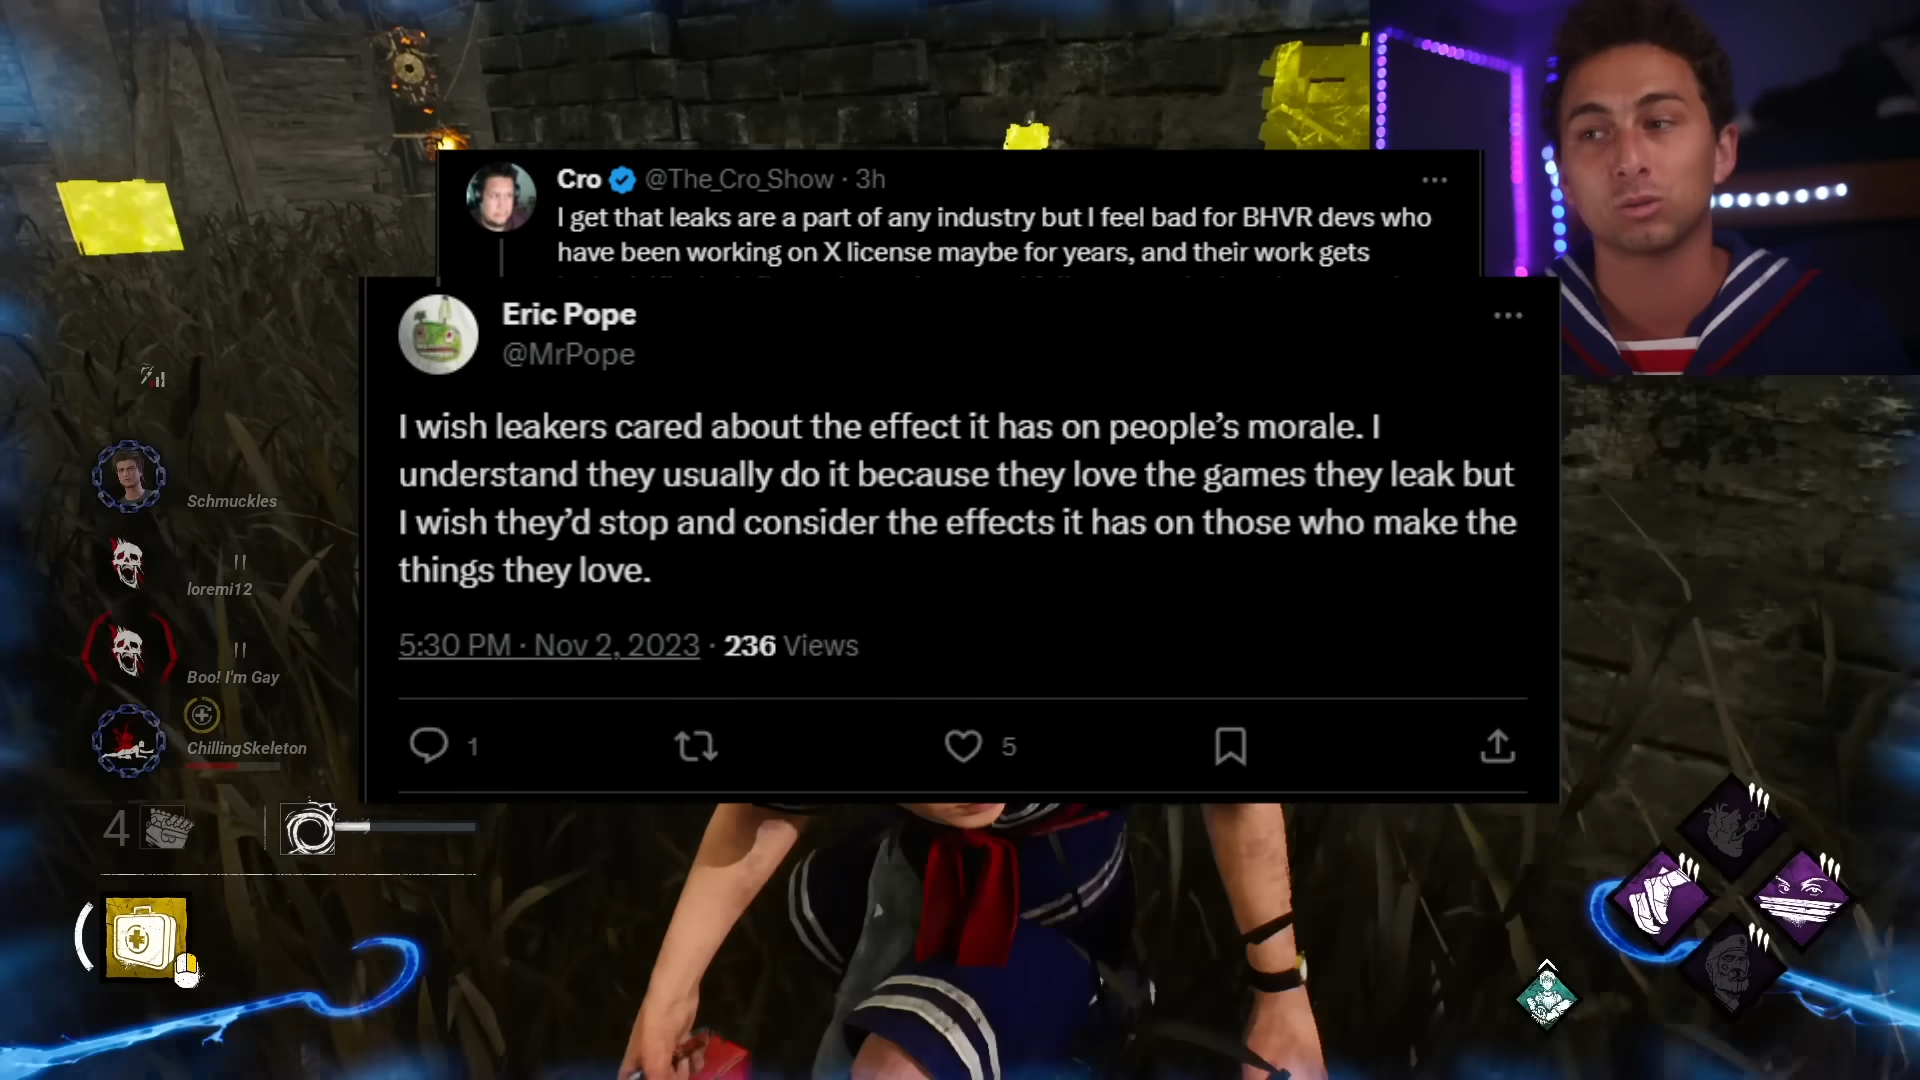 Cro @The_Cro_Show · 3h
I get that leaks are a part of any industry but I feel bad for BHVR devs who
have been working on X license maybe for years, and their work gets
Eric Pope
@MrPope
I wish leakers cared about the effect it has on people's morale. I
understand they usually do it because they love the games they leak but
I wish they'd stop and consider the effects it has on those who make the
things they love.
5:30 PM · Nov 2, 2023 · 236 Views
1
5
Schmuckles
loremi12
Boo! I'm Gay
ChillingSkeleton
4